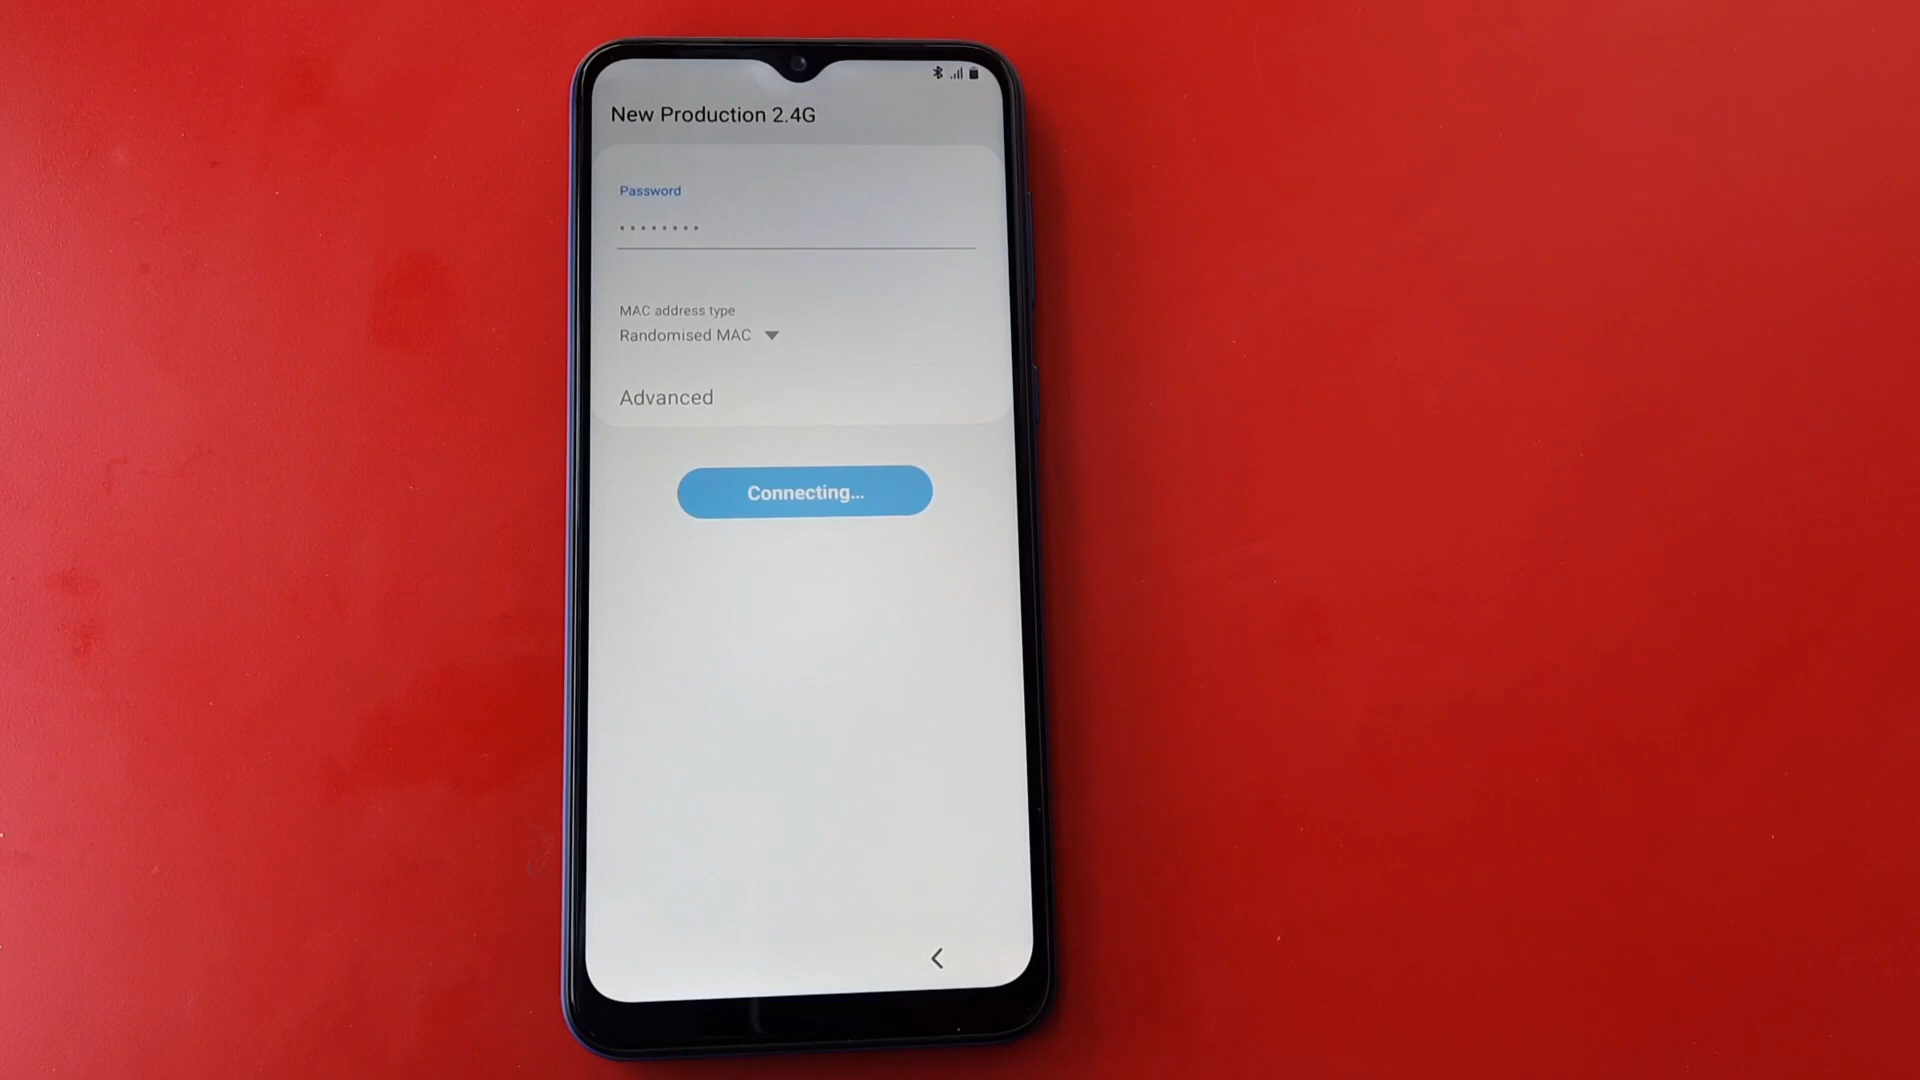 New Production 2.4G
Password
••••••••
MAC address type
Randomised MAC
Advanced
Connecting...